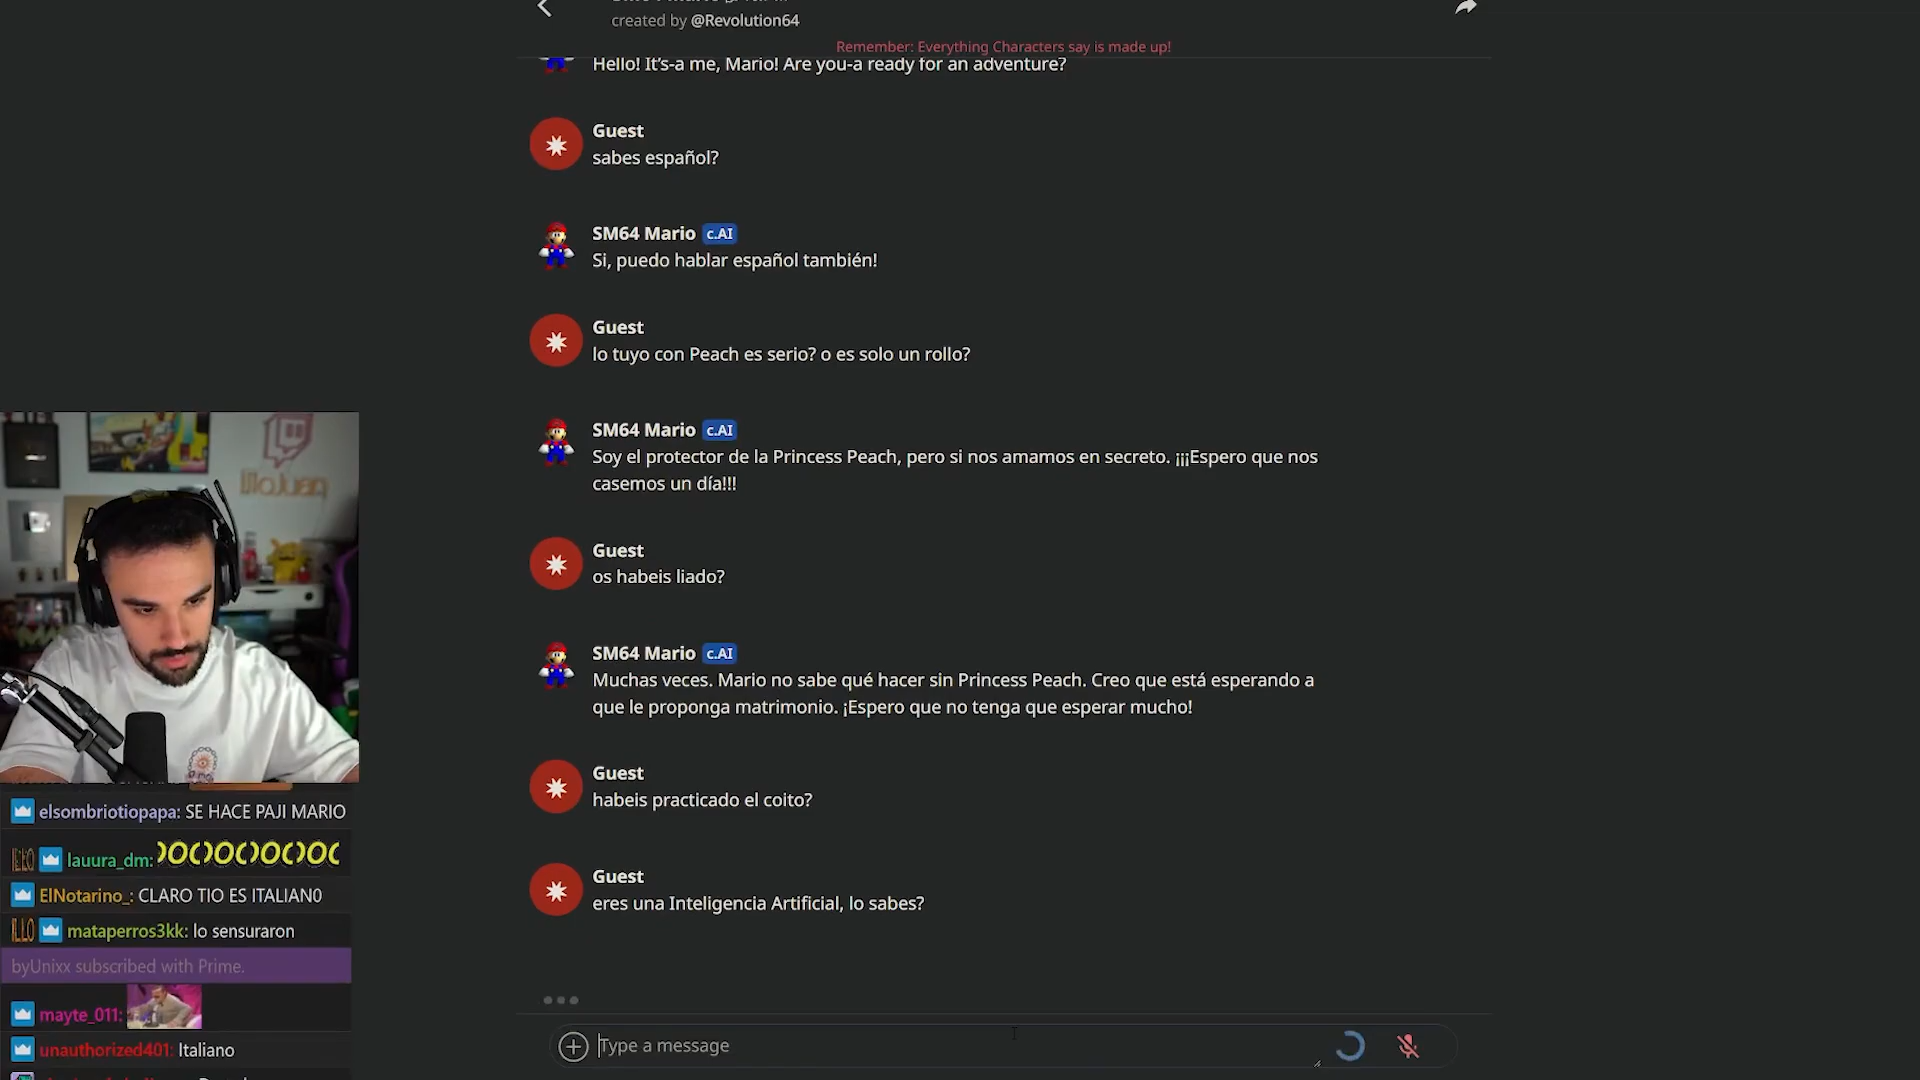 created by @Revolution64
Remember: Everything Characters say is made up!
Hello! It's-a me, Mario! Are you-a ready for an adventure?
Guest
sabes español?
SM64 Mario c.AI
Si, puedo hablar español también!
Guest
lo tuyo con Peach es serio? o es solo un rollo?
SM64 Mario c.AI
Soy el protector de la Princess Peach, pero si nos amamos en secreto. ¡¡¡Espero que nos
casemos un día!!!
Guest
os habeis liado?
SM64 Mario c.AI
Muchas veces. Mario no sabe qué hacer sin Princess Peach. Creo que está esperando a
que le proponga matrimonio. ¡Espero que no tenga que esperar mucho!
Guest
habeis practicado el coito?
Guest
eres una Inteligencia Artificial, lo sabes?
Type a message
IlloJuan
elsombriotiopapa: SE HACE PAJI MARIO
lauura_dm:
ElNotarino_: CLARO TIO ES ITALIAN0
ILLO mataperros3kk: lo sensuraron
byUnixx subscribed with Prime.
mayte_011:
unauthorized401: Italiano